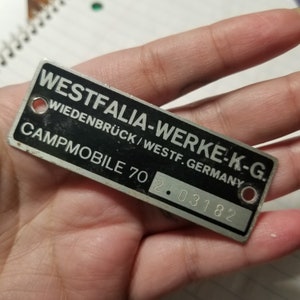 WESTFALIA-WERKE-K-G.
WIEDENBRÜCK/WESTF. GERMANY
CAMPMOBILE 70 2.03182